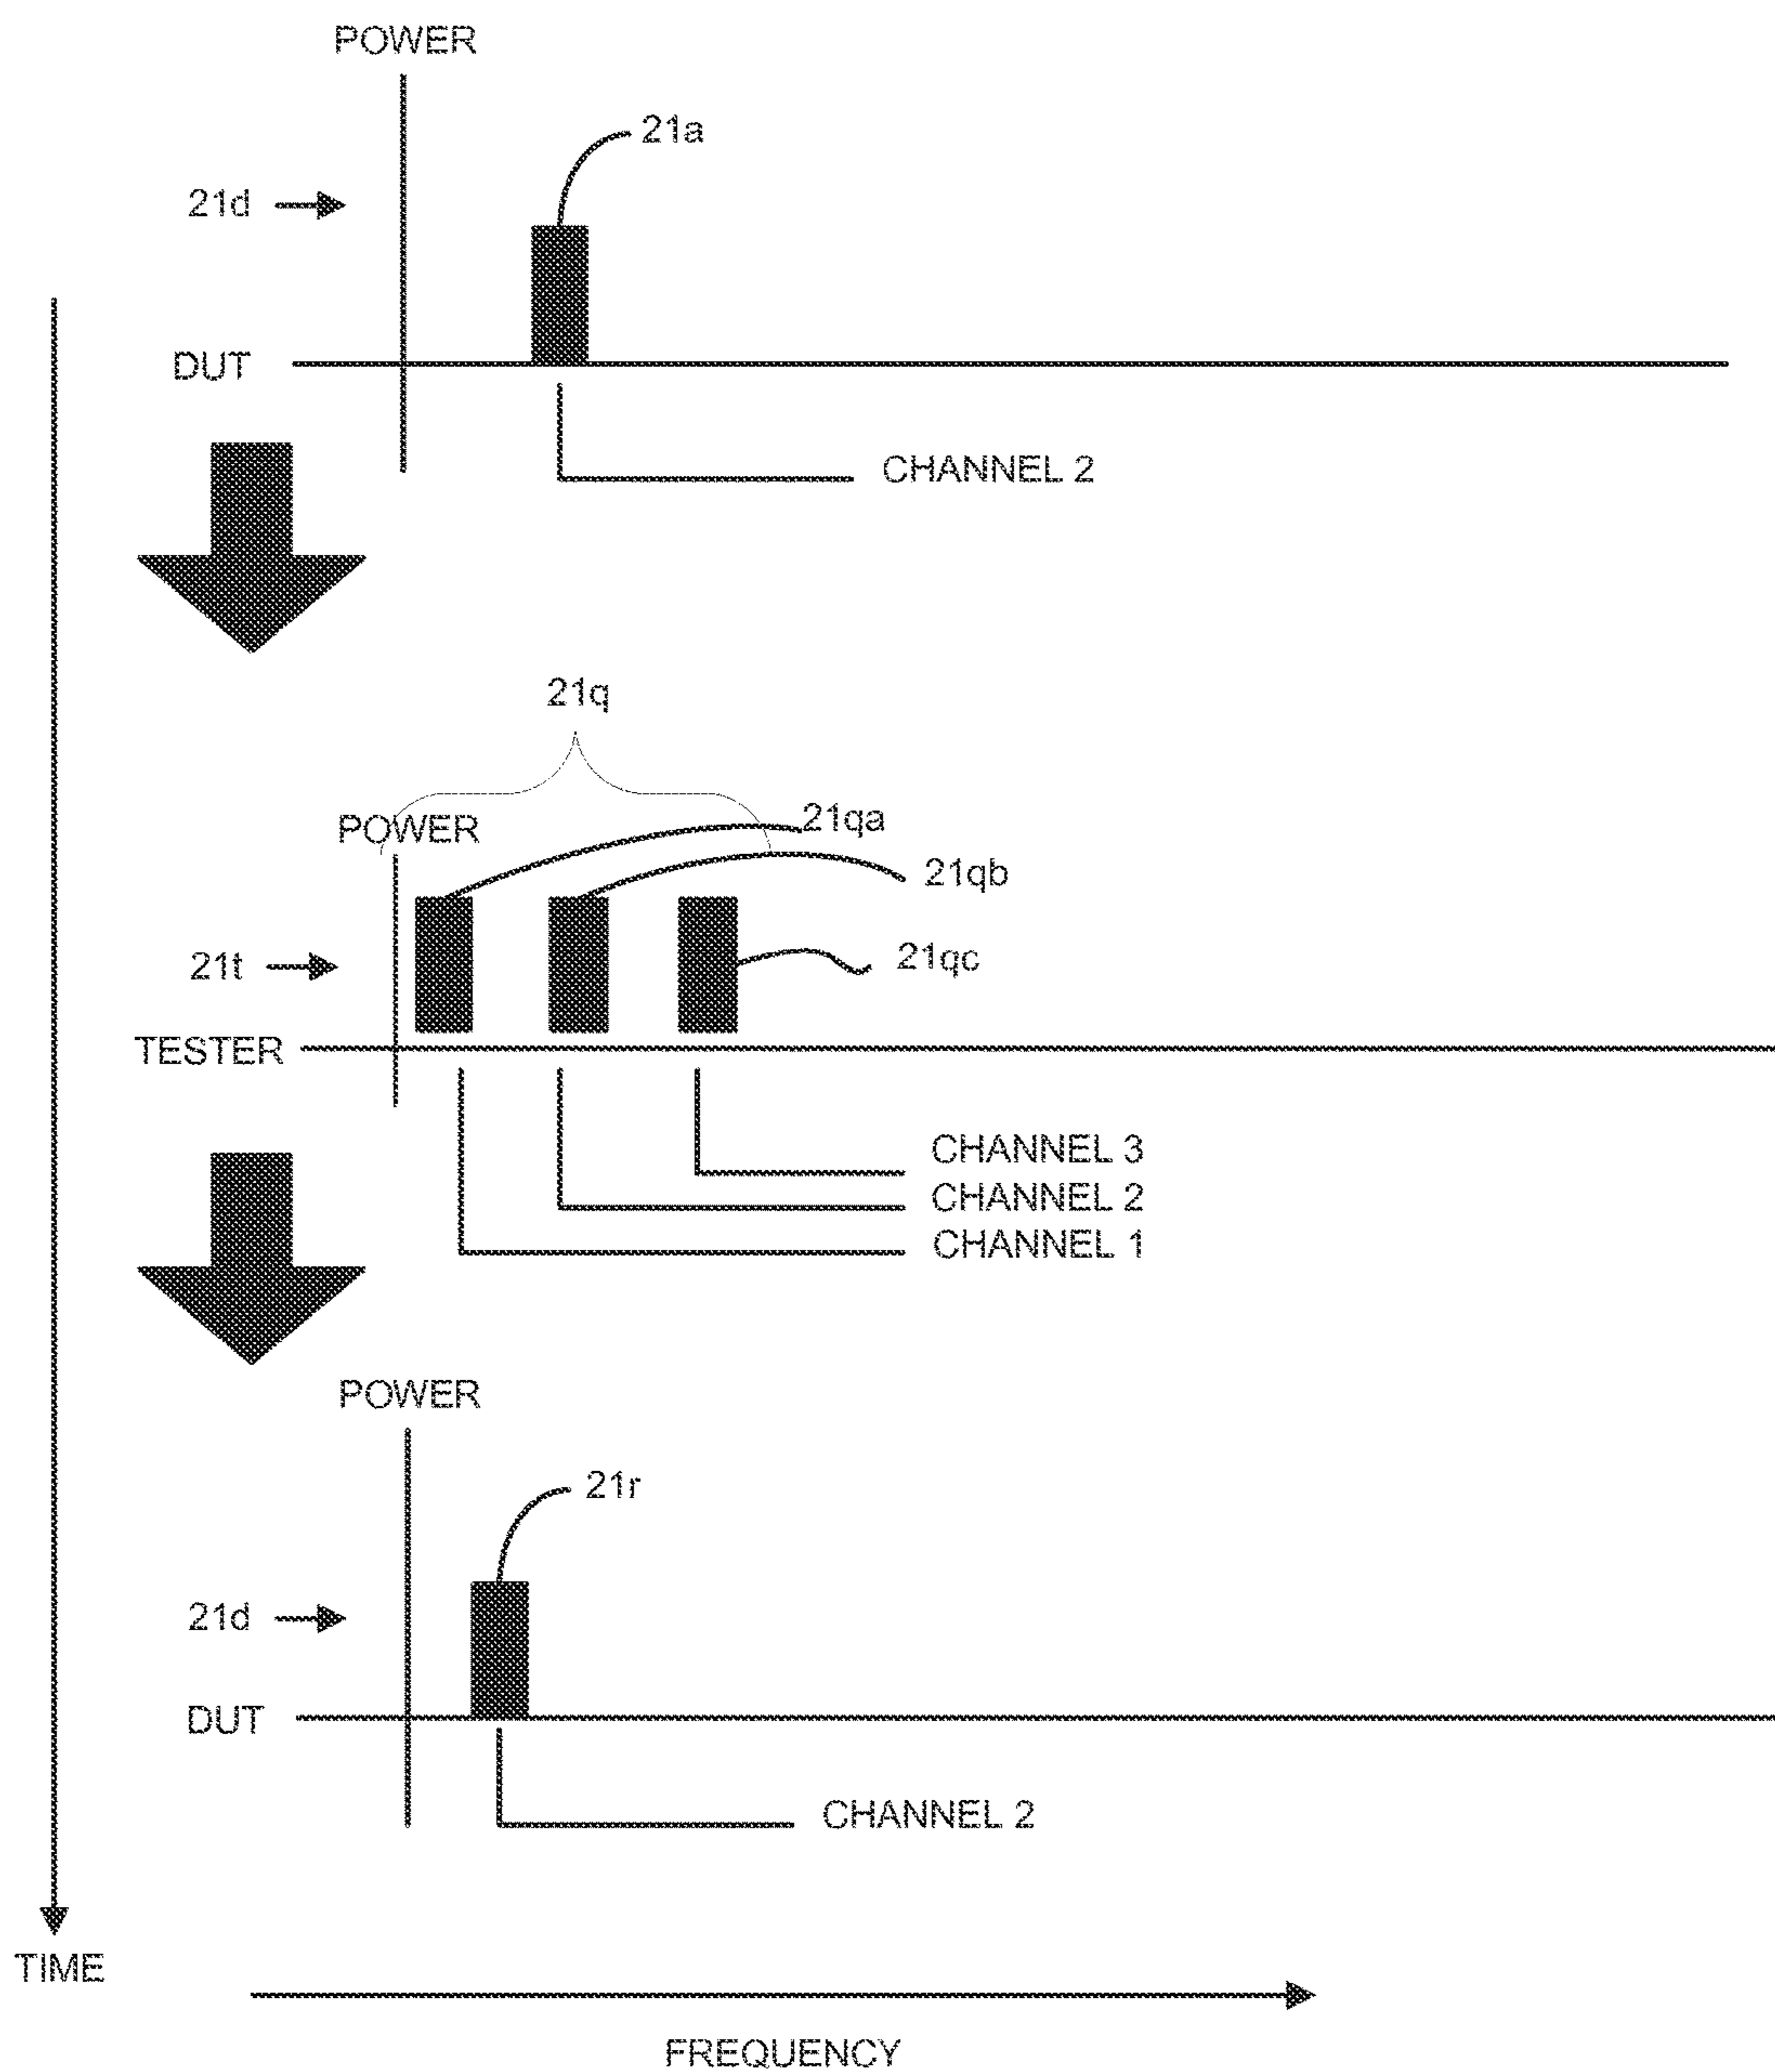 POWER
21a
21d
DUT
CHANNEL 2
21q
POWER
21qa
21qb
21t
21qc
TESTER
CHANNEL 3
CHANNEL 2
CHANNEL 1
POWER
21r
21d
DUT
CHANNEL 2
TIME
FREQUENCY